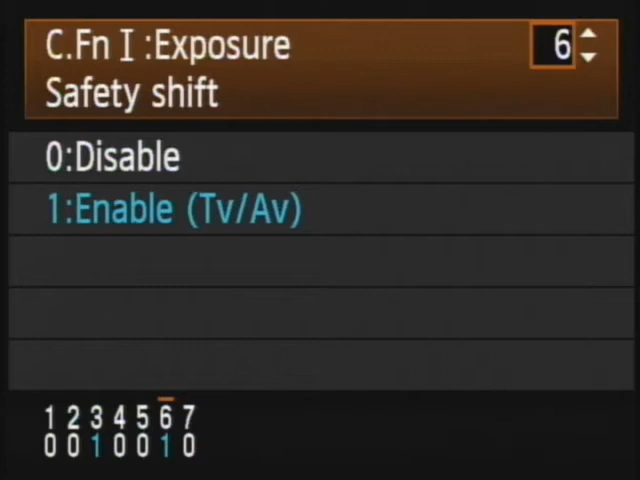 C.Fn I :Exposure 6
Safety shift
0:Disable
1:Enable (Tv/Av)
1 2 3 4 5 6 7
0 0 1 0 0 1 0